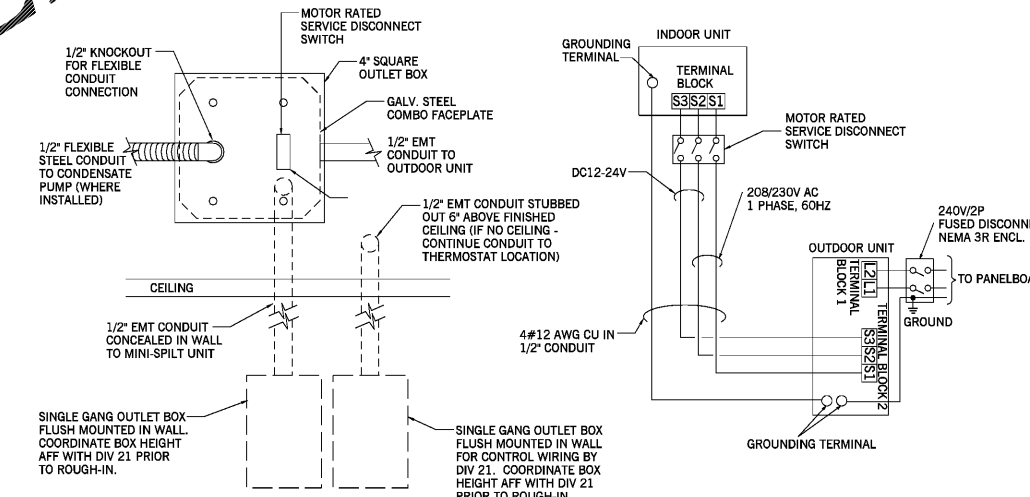 MOTOR RATED
SERVICE DISCONNECT
SWITCH
1/2" KNOCKOUT
FOR FLEXIBLE
CONDUIT
CONNECTION
4" SQUARE
OUTLET BOX
GALV. STEEL
COMBO FACEPLATE
1/2" EMT
CONDUIT TO
OUTDOOR UNIT
1/2" FLEXIBLE
STEEL CONDUIT
TO CONDENSATE
PUMP (WHERE
INSTALLED)
1/2" EMT CONDUIT STUBBED
OUT 6" ABOVE FINISHED
CEILING (IF NO CEILING -
CONTINUE CONDUIT TO
THERMOSTAT LOCATION)
CEILING
1/2" EMT CONDUIT
CONCEALED IN WALL
TO MINI-SPILT UNIT
SINGLE GANG OUTLET BOX
FLUSH MOUNTED IN WALL.
COORDINATE BOX HEIGHT
AFF WITH DIV 21 PRIOR
TO ROUGH-IN.
SINGLE GANG OUTLET BOX
FLUSH MOUNTED IN WALL
FOR CONTROL WIRING BY
DIV 21. COORDINATE BOX
HEIGHT AFF WITH DIV 21
PRIOR TO ROUGH-IN
INDOOR UNIT
GROUNDING
TERMINAL
TERMINAL
BLOCK
S3 S2 S1
MOTOR RATED
SERVICE DISCONNECT
SWITCH
DC12-24V
208/230V AC
1 PHASE, 60HZ
240V/2P
FUSED DISCONN
NEMA 3R ENCL.
OUTDOOR UNIT
TERMINAL
BLOCK 1
L2 L1
TO PANELBOA
GROUND
4#12 AWG CU IN
1/2" CONDUIT
TERMINAL BLOCK 2
S3 S2 S1
GROUNDING TERMINAL